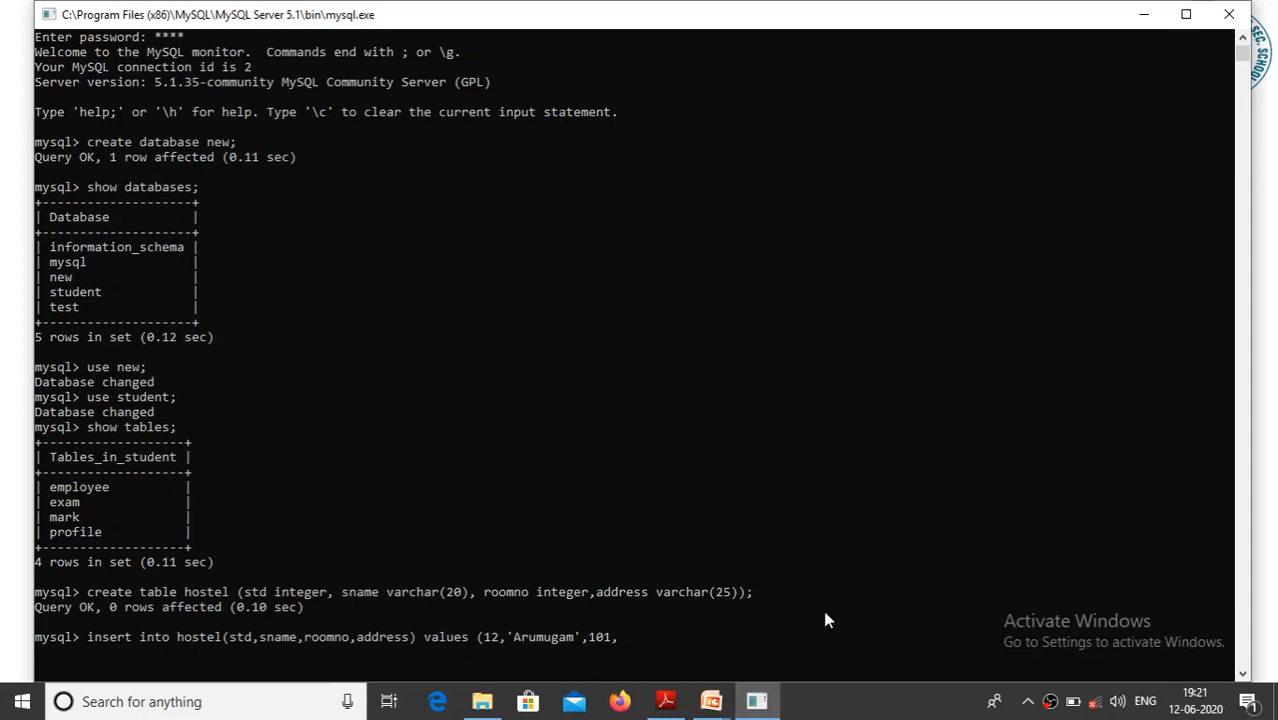 C:\Program Files (x86)\MySQL\MySQL Server 5.1\bin\mysql.exe
Enter password: ****
Welcome to the MySQL monitor.  Commands end with ; or \g.
Your MySQL connection id is 2
Server version: 5.1.35-community MySQL Community Server (GPL)
Type 'help;' or '\h' for help. Type '\c' to clear the current input statement.
mysql> create database new;
Query OK, 1 row affected (0.11 sec)
mysql> show databases;
+--------------------+
| Database           |
+--------------------+
| information_schema |
| mysql              |
| new                |
| student            |
| test               |
+--------------------+
5 rows in set (0.12 sec)
mysql> use new;
Database changed
mysql> use student;
Database changed
mysql> show tables;
+-------------------+
| Tables_in_student |
+-------------------+
| employee          |
| exam              |
| mark              |
| profile           |
+-------------------+
4 rows in set (0.11 sec)
mysql> create table hostel (std integer, sname varchar(20), roomno integer,address varchar(25));
Query OK, 0 rows affected (0.10 sec)
mysql> insert into hostel(std,sname,roomno,address) values (12,'Arumugam',101,
Activate Windows
Go to Settings to activate Windows.
SEC. SCHOOL
Search for anything
ENG
19:21
12-06-2020
1